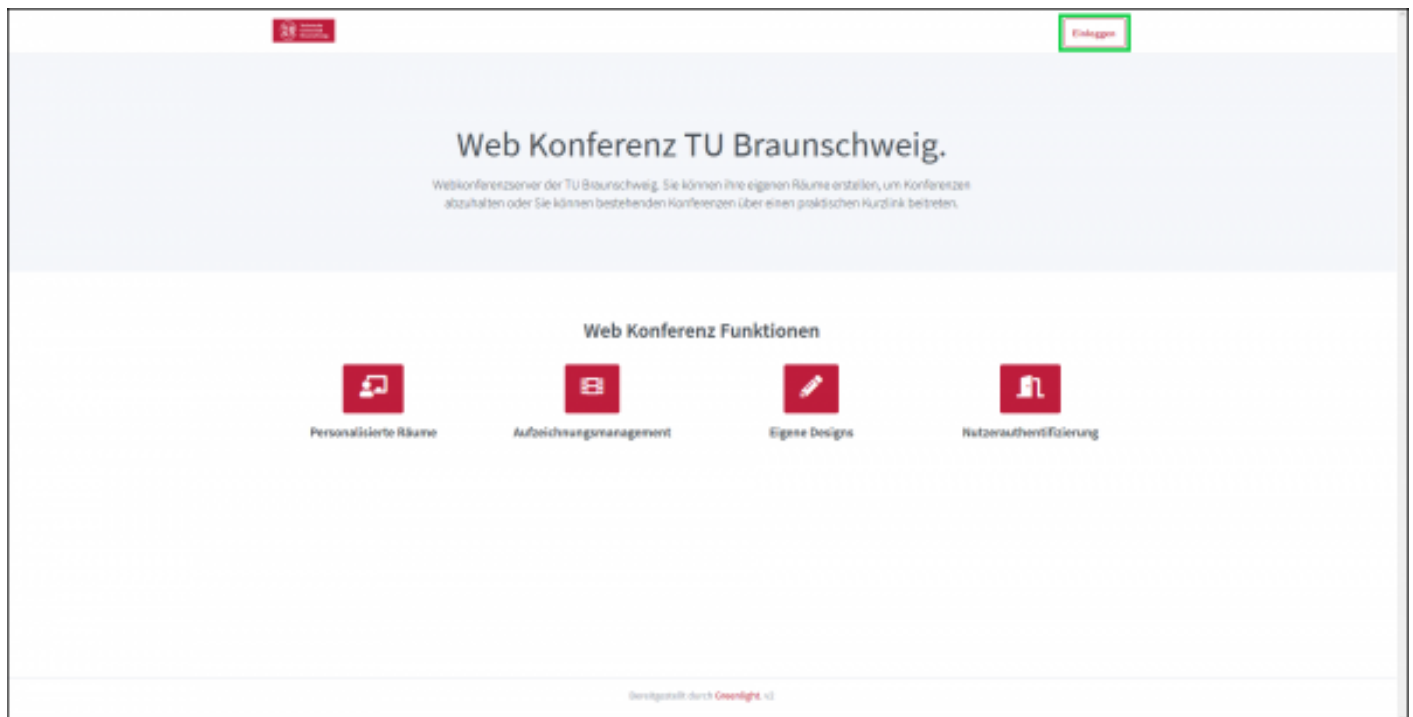 Einloggen
Web Konferenz TU Braunschweig.
Webkonferenzserver der TU Braunschweig. Sie können ihre eigenen Räume erstellen, um Konferenzen
abzuhalten oder Sie können bestehenden Konferenzen über einen praktischen Kurzlink beitreten.
Web Konferenz Funktionen
Personalisierte Räume
Aufzeichnungsmanagement
Eigene Designs
Nutzerauthentifizierung
Bereitgestellt durch Greenlight.